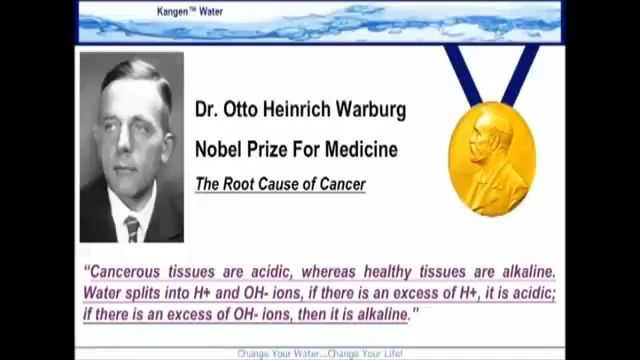 Kangen™ Water
Dr. Otto Heinrich Warburg
Nobel Prize For Medicine
The Root Cause of Cancer
“Cancerous tissues are acidic, whereas healthy tissues are alkaline.
Water splits into H+ and OH- ions, if there is an excess of H+, it is acidic;
if there is an excess of OH- ions, then it is alkaline.”
Change Your Water...Change Your Life!